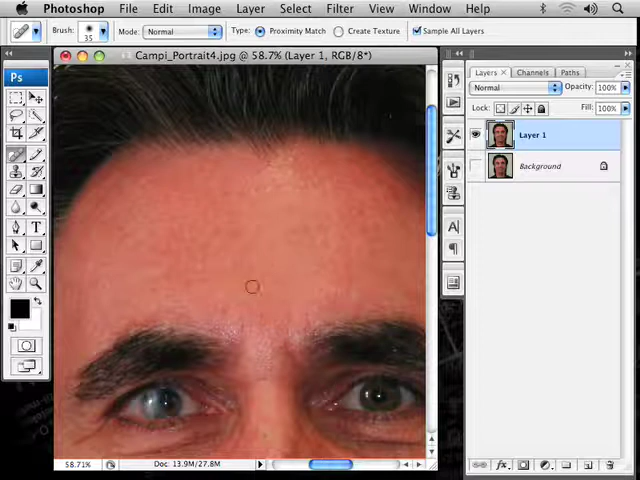 Photoshop File Edit Image Layer Select Filter View Window Help
Brush: 35 Mode: Normal Type: Proximity Match Create Texture Sample All Layers
Campi_Portrait4.jpg @ 58.7% (Layer 1, RGB/8*)
Ps
Layers x Channels Paths
Normal Opacity: 100%
Lock: Fill: 100%
Layer 1
Background
A
T
58.71% Doc: 13.9M/27.8M
fx